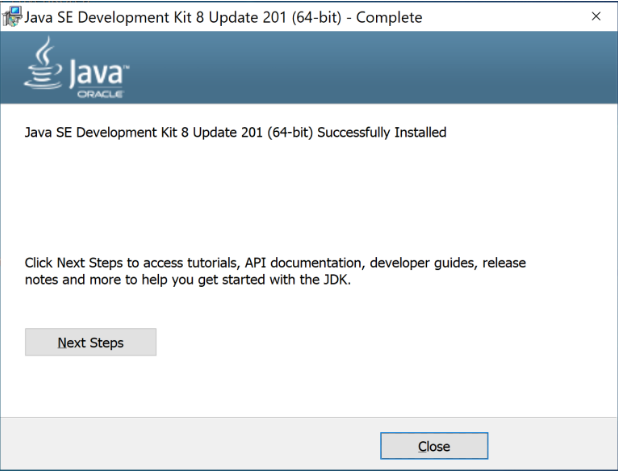 Java SE Development Kit 8 Update 201 (64-bit) - Complete
Java™
ORACLE
Java SE Development Kit 8 Update 201 (64-bit) Successfully Installed
Click Next Steps to access tutorials, API documentation, developer guides, release
notes and more to help you get started with the JDK.
Next Steps
Close